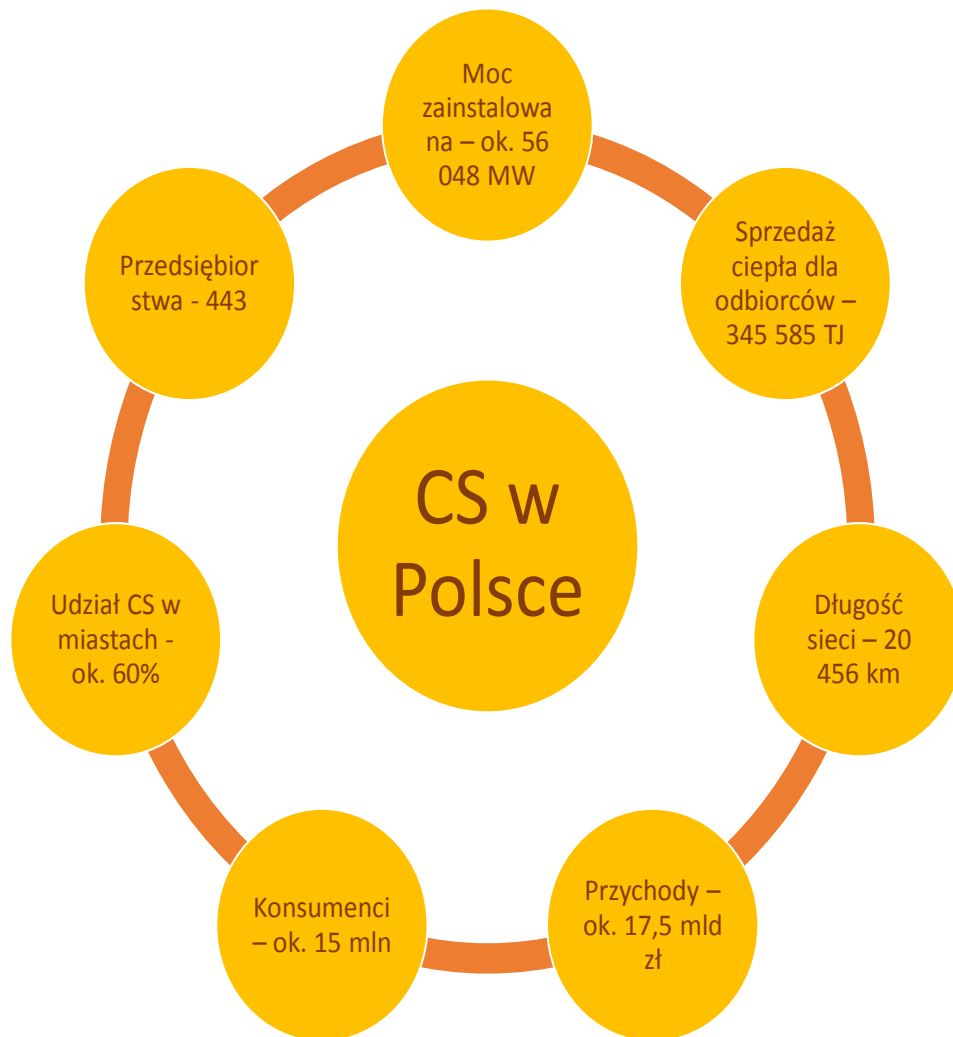 Moc
zainstalowa
na – ok. 56
048 MW
Sprzedaż
ciepła dla
odbiorców –
345 585 TJ
Długość
sieci – 20
456 km
Przychody –
ok. 17,5 mld
zł
Konsumenci
– ok. 15 mln
Udział CS w
miastach -
ok. 60%
Przedsiębior
stwa - 443
CS w
Polsce